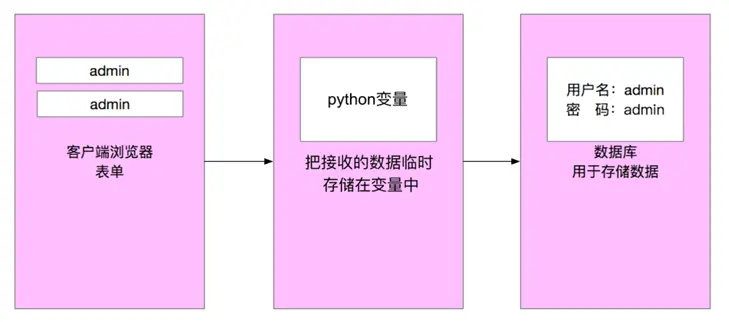 admin
admin
客户端浏览器
表单
python变量
把接收的数据临时
存储在变量中
用户名：admin
密　码：admin
数据库
用于存储数据